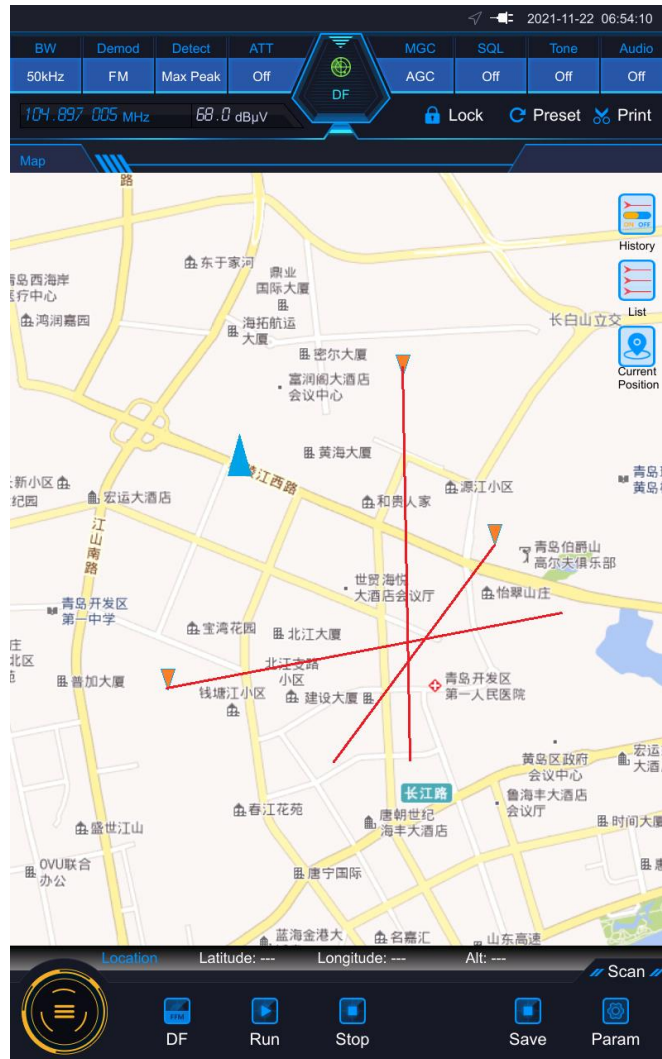 2021-11-22 06:54:10
BW Demod Detect ATT MGC SQL Tone Audio
50kHz FM Max Peak Off DF AGC Off Off Off
104.897 005 MHz 68.0 dBμV Lock Preset Print
Map
路
ON OFF
History
东于家河
鼎业
国际大厦
岛西海岸
医疗中心
List
鸿润嘉园
海拓航运
大厦
长白山立交
密尔大厦
Current
Position
富润阁大酒店
会议中心
黄海大厦
江西路
新小区
纪园
宏运大酒店
和贵人家
源江小区
青岛
黄岛
江山南路
青岛伯爵山
高尔夫俱乐部
世贸海悦
大酒店会议厅
怡翠山庄
青岛开发区
第一中学
宝湾花园
北江大厦
庄
北区
北江支路
小区
普加大厦
钱塘江小区
建设大厦
青岛开发区
第一人民医院
黄岛区政府
会议中心
宏运
大酒
长江路
鲁海丰大酒店
会议厅
春江花苑
唐朝世纪
海丰大酒店
时间大厦
盛世江山
OVU联合
办公
唐宁国际
惠
蓝海金港大
名嘉汇
山东高速
Location Latitude: --- Longitude: --- Alt: ---
Scan
FFM
DF Run Stop Save Param